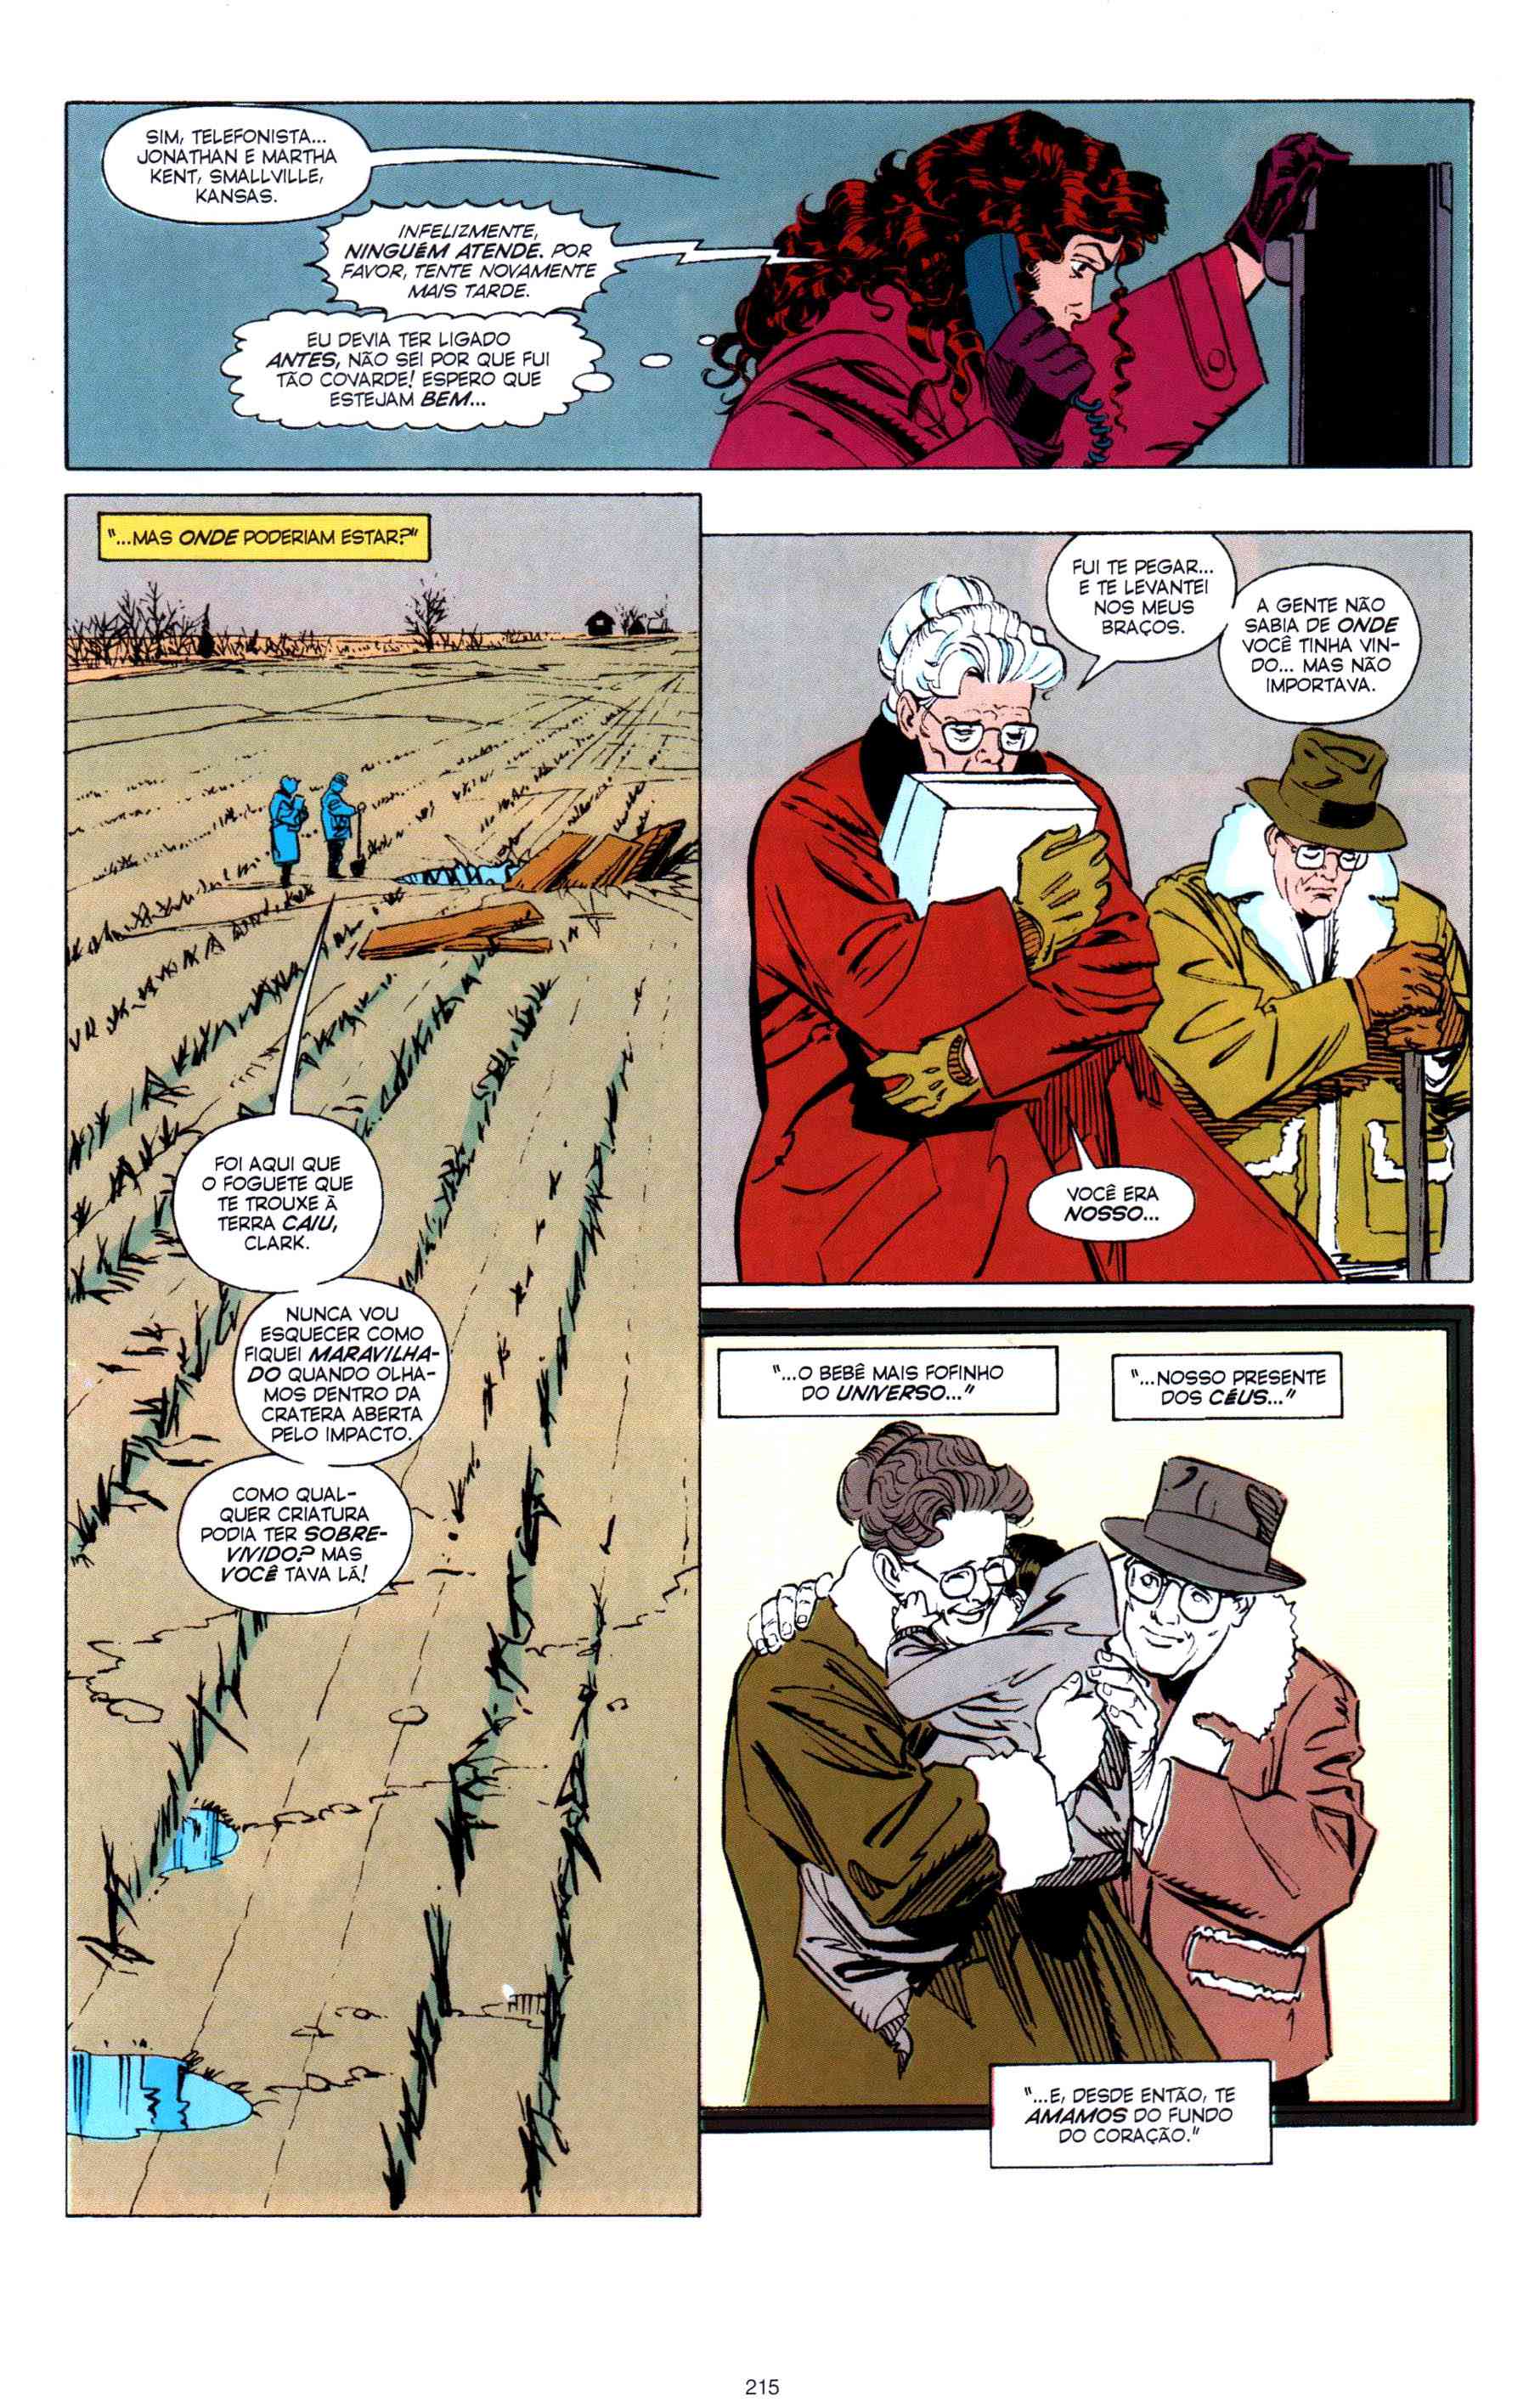 SIM, TELEFONISTA...
JONATHAN E MARTHA
KENT, SMALLVILLE,
KANSAS.
INFELIZMENTE,
NINGUÉM ATENDE. POR
FAVOR, TENTE NOVAMENTE
MAIS TARDE.
EU DEVIA TER LIGADO
ANTES, NÃO SEI POR QUE FUI
TÃO COVARDE! ESPERO QUE
ESTEJAM BEM...
"...MAS ONDE PODERIAM ESTAR?"
FOI AQUI QUE
O FOGUETE QUE
TE TROUXE À
TERRA CAIU,
CLARK.
NUNCA VOU
ESQUECER COMO
FIQUEI MARAVILHA-
DO QUANDO OLHA-
MOS DENTRO DA
CRATERA ABERTA
PELO IMPACTO.
COMO QUAL-
QUER CRIATURA
PODIA TER SOBRE-
VIVIDO? MAS
VOCÊ TAVA LÁ!
FUI TE PEGAR...
E TE LEVANTEI
NOS MEUS
BRAÇOS.
A GENTE NÃO
SABIA DE ONDE
VOCÊ TINHA VIN-
DO... MAS NÃO
IMPORTAVA.
VOCÊ ERA
NOSSO...
"...O BEBÊ MAIS FOFINHO
DO UNIVERSO..."
"...NOSSO PRESENTE
DOS CÉUS..."
"...E, DESDE ENTÃO, TE
AMAMOS DO FUNDO
DO CORAÇÃO."
215